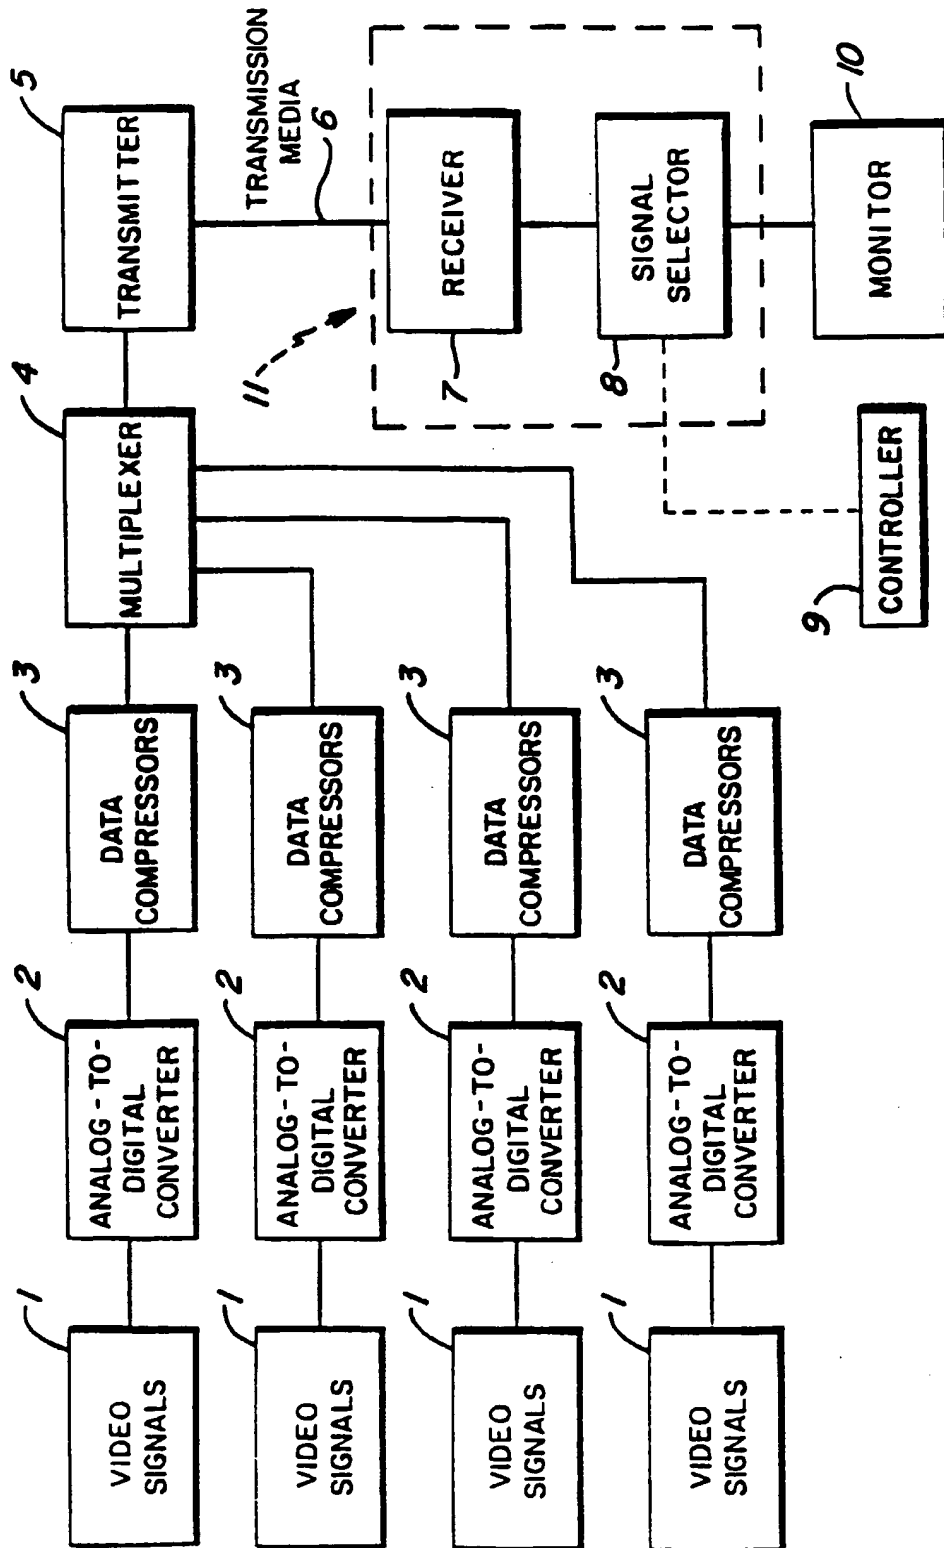 1
VIDEO
SIGNALS
2
ANALOG-TO-
DIGITAL
CONVERTER
3
DATA
COMPRESSORS
4
MULTIPLEXER
5
TRANSMITTER
1
VIDEO
SIGNALS
2
ANALOG-TO-
DIGITAL
CONVERTER
3
DATA
COMPRESSORS
1
VIDEO
SIGNALS
2
ANALOG-TO-
DIGITAL
CONVERTER
3
DATA
COMPRESSORS
1
VIDEO
SIGNALS
2
ANALOG-TO-
DIGITAL
CONVERTER
3
DATA
COMPRESSORS
TRANSMISSION
MEDIA
6
11
7
RECEIVER
8
SIGNAL
SELECTOR
9
CONTROLLER
10
MONITOR